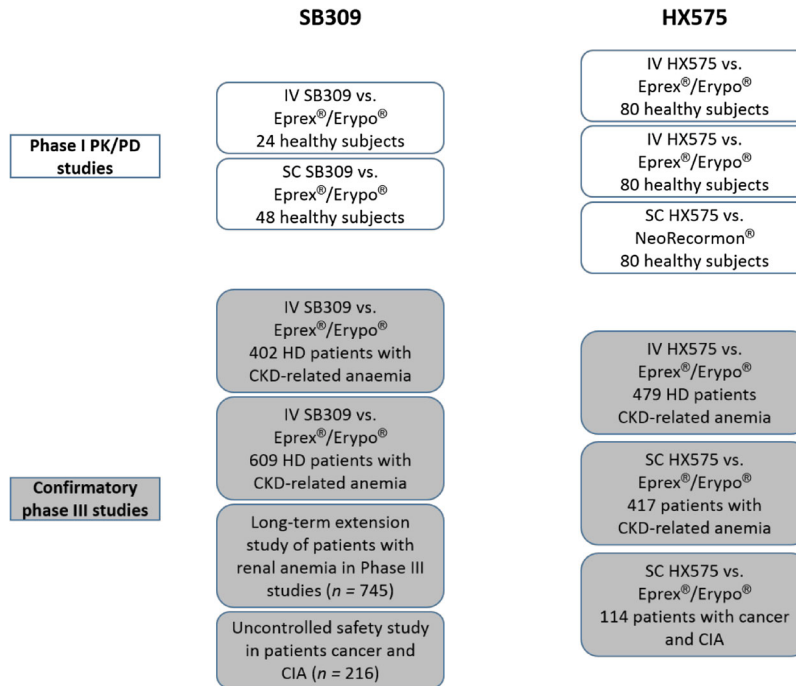 SB309
HX575
Phase I PK/PD
studies
IV SB309 vs.
Eprex®/Erypo®
24 healthy subjects
SC SB309 vs.
Eprex®/Erypo®
48 healthy subjects
IV HX575 vs.
Eprex®/Erypo®
80 healthy subjects
IV HX575 vs.
Eprex®/Erypo®
80 healthy subjects
SC HX575 vs.
NeoRecormon®
80 healthy subjects
Confirmatory
phase III studies
IV SB309 vs.
Eprex®/Erypo®
402 HD patients with
CKD-related anaemia
IV SB309 vs.
Eprex®/Erypo®
609 HD patients with
CKD-related anemia
Long-term extension
study of patients with
renal anemia in Phase III
studies (n = 745)
Uncontrolled safety study
in patients cancer and
CIA (n = 216)
IV HX575 vs.
Eprex®/Erypo®
479 HD patients
CKD-related anemia
SC HX575 vs.
Eprex®/Erypo®
417 patients with
CKD-related anemia
SC HX575 vs.
Eprex®/Erypo®
114 patients with cancer
and CIA